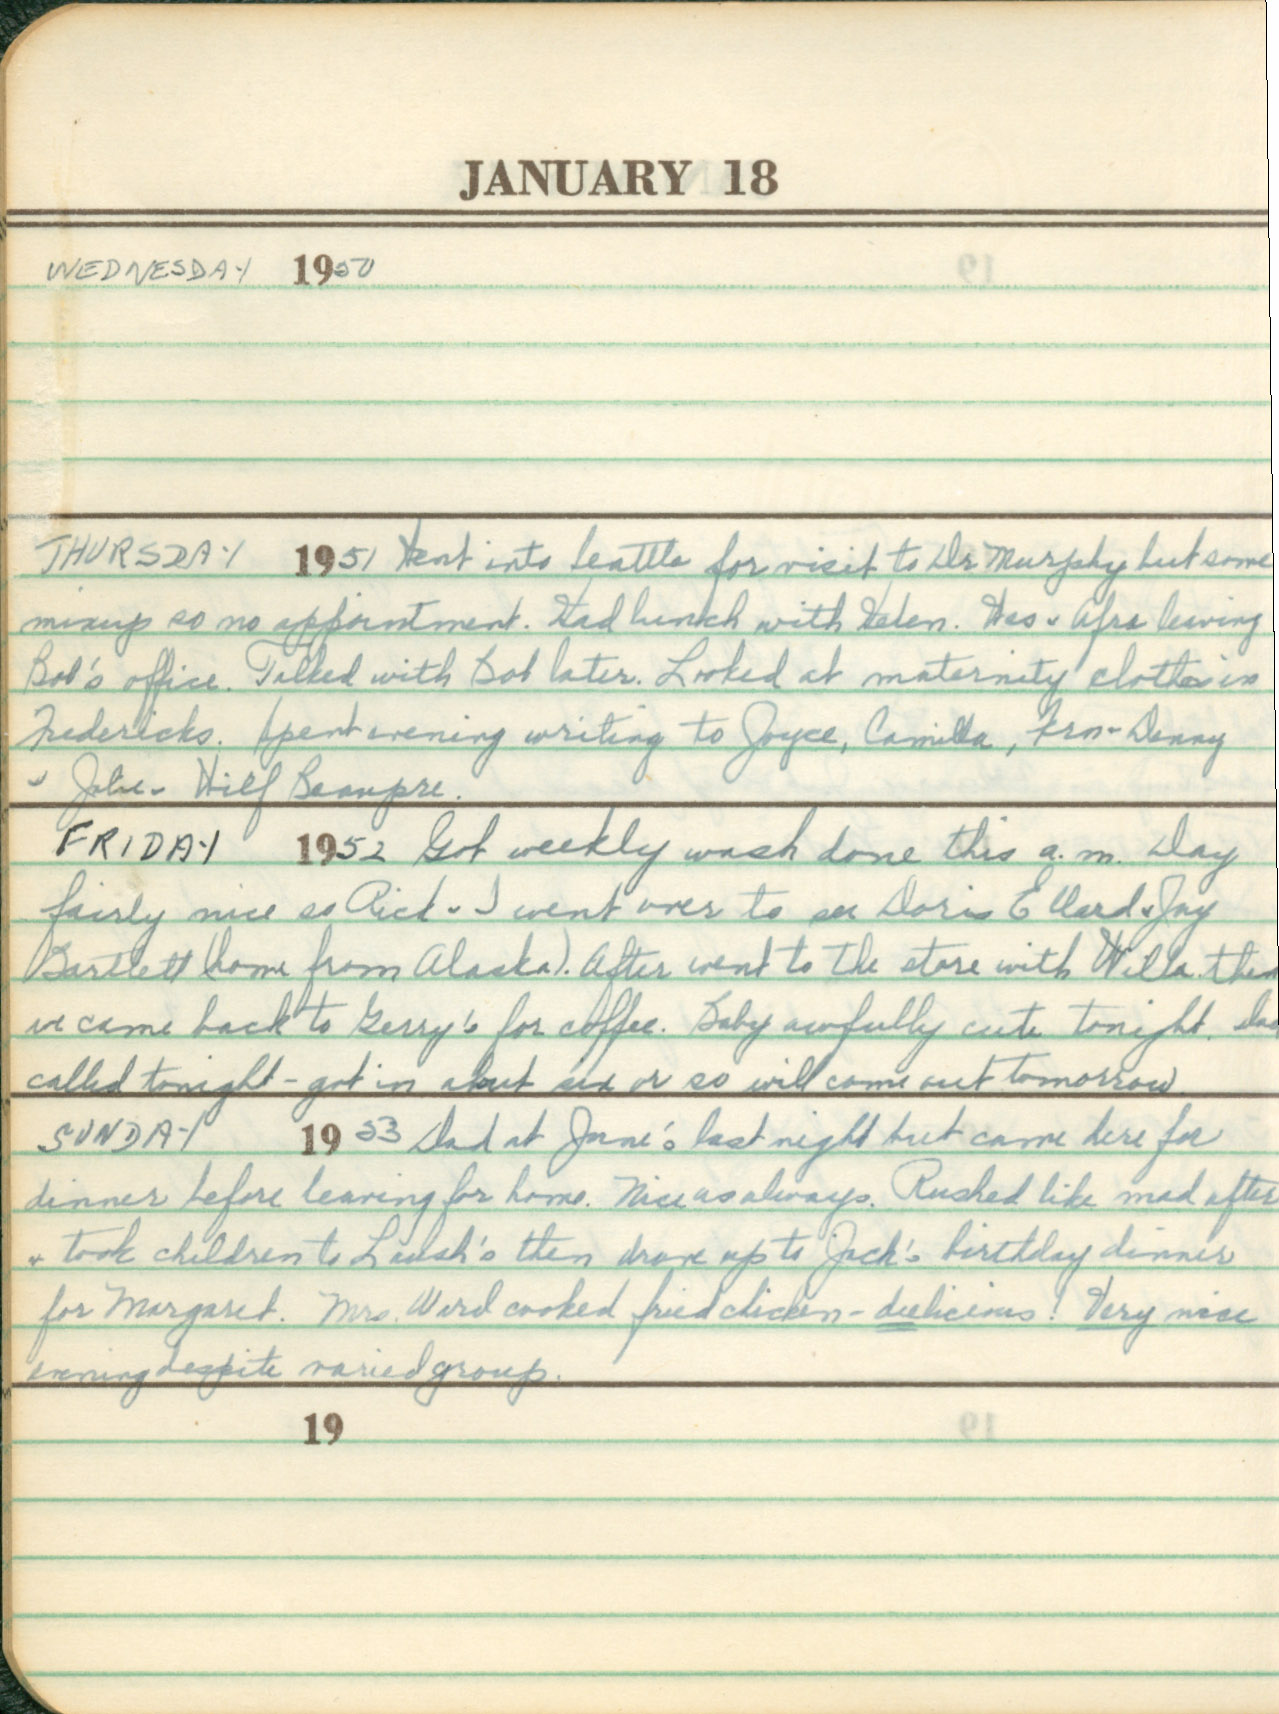 JANUARY 18
WEDNESDAY 1950
THURSDAY 1951 Went into Seattle for visit to Dr Murphy but some
mixup so no appointment. Had lunch with Helen. Was + Afra leaving
Bob's office. Talked with Bob later. Looked at maternity clothes in
Fredericks. Spent evening writing to Joyce, Camilla, Fran + Danny
+ Julie + Hilf Beaupre.
FRIDAY 1952 Got weekly wash done this a.m. Day
fairly nice so Rick + I went over to see Doris Ellard + Jay
Bartlett (home from Alaska). After went to the store with Willa then
we came back to Gerry's for coffee. Baby awfully cute tonight. Dad
called tonight - got in about six or so will come out tomorrow
SUNDAY 1953 Dad at June's last night but came here for
dinner before leaving for home. Nice as always. Rushed like mad after
+ took children to then drove up to Jack's birthday dinner
for Margaret. Mrs. Ward cooked fried chicken - deelicious! Very nice
evening despite varied group.
19